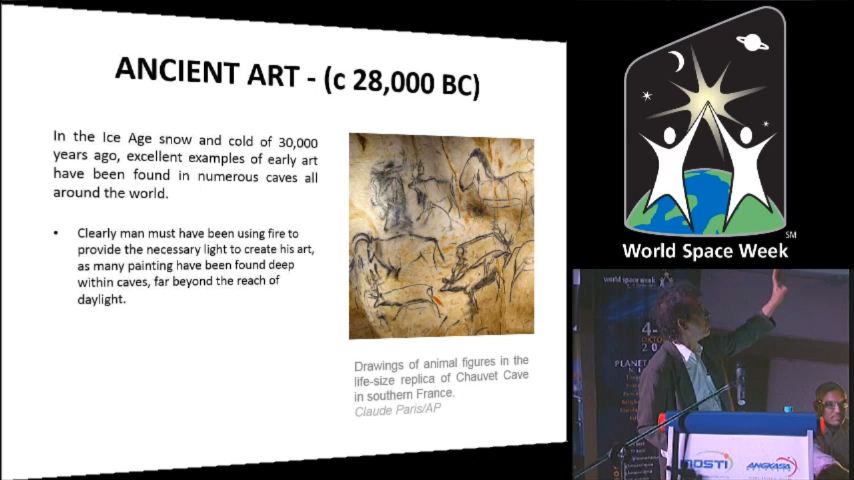 ANCIENT ART - (c 28,000 BC)
In the Ice Age snow and cold of 30,000
years ago, excellent examples of early art
have been found in numerous caves all
around the world.
• Clearly man must have been using fire to
provide the necessary light to create his art,
as many painting have been found deep
within caves, far beyond the reach of
daylight.
Drawings of animal figures in the
life-size replica of Chauvet Cave
in southern France.
Claude Paris/AP
SM
World Space Week
world space week
4-
OKTO
20
PLANET
MOSTI
ANGKASA